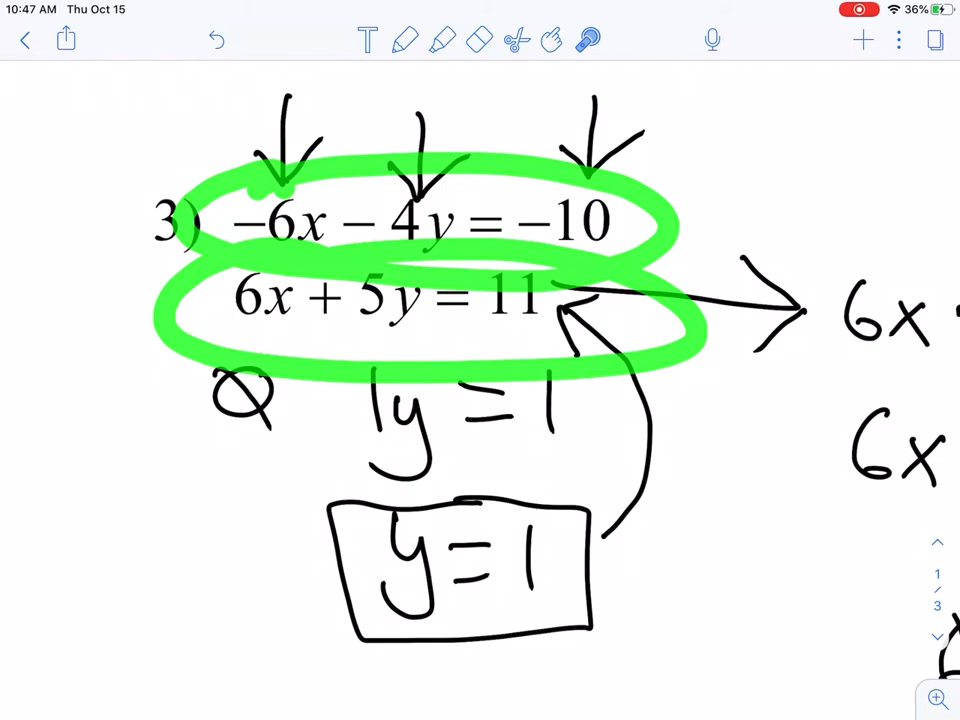 10:47 AM Thu Oct 15
36%
T
3) −6x − 4y = −10
6x + 5y = 11
6x
1y = 1
6x
y = 1
1
/
3